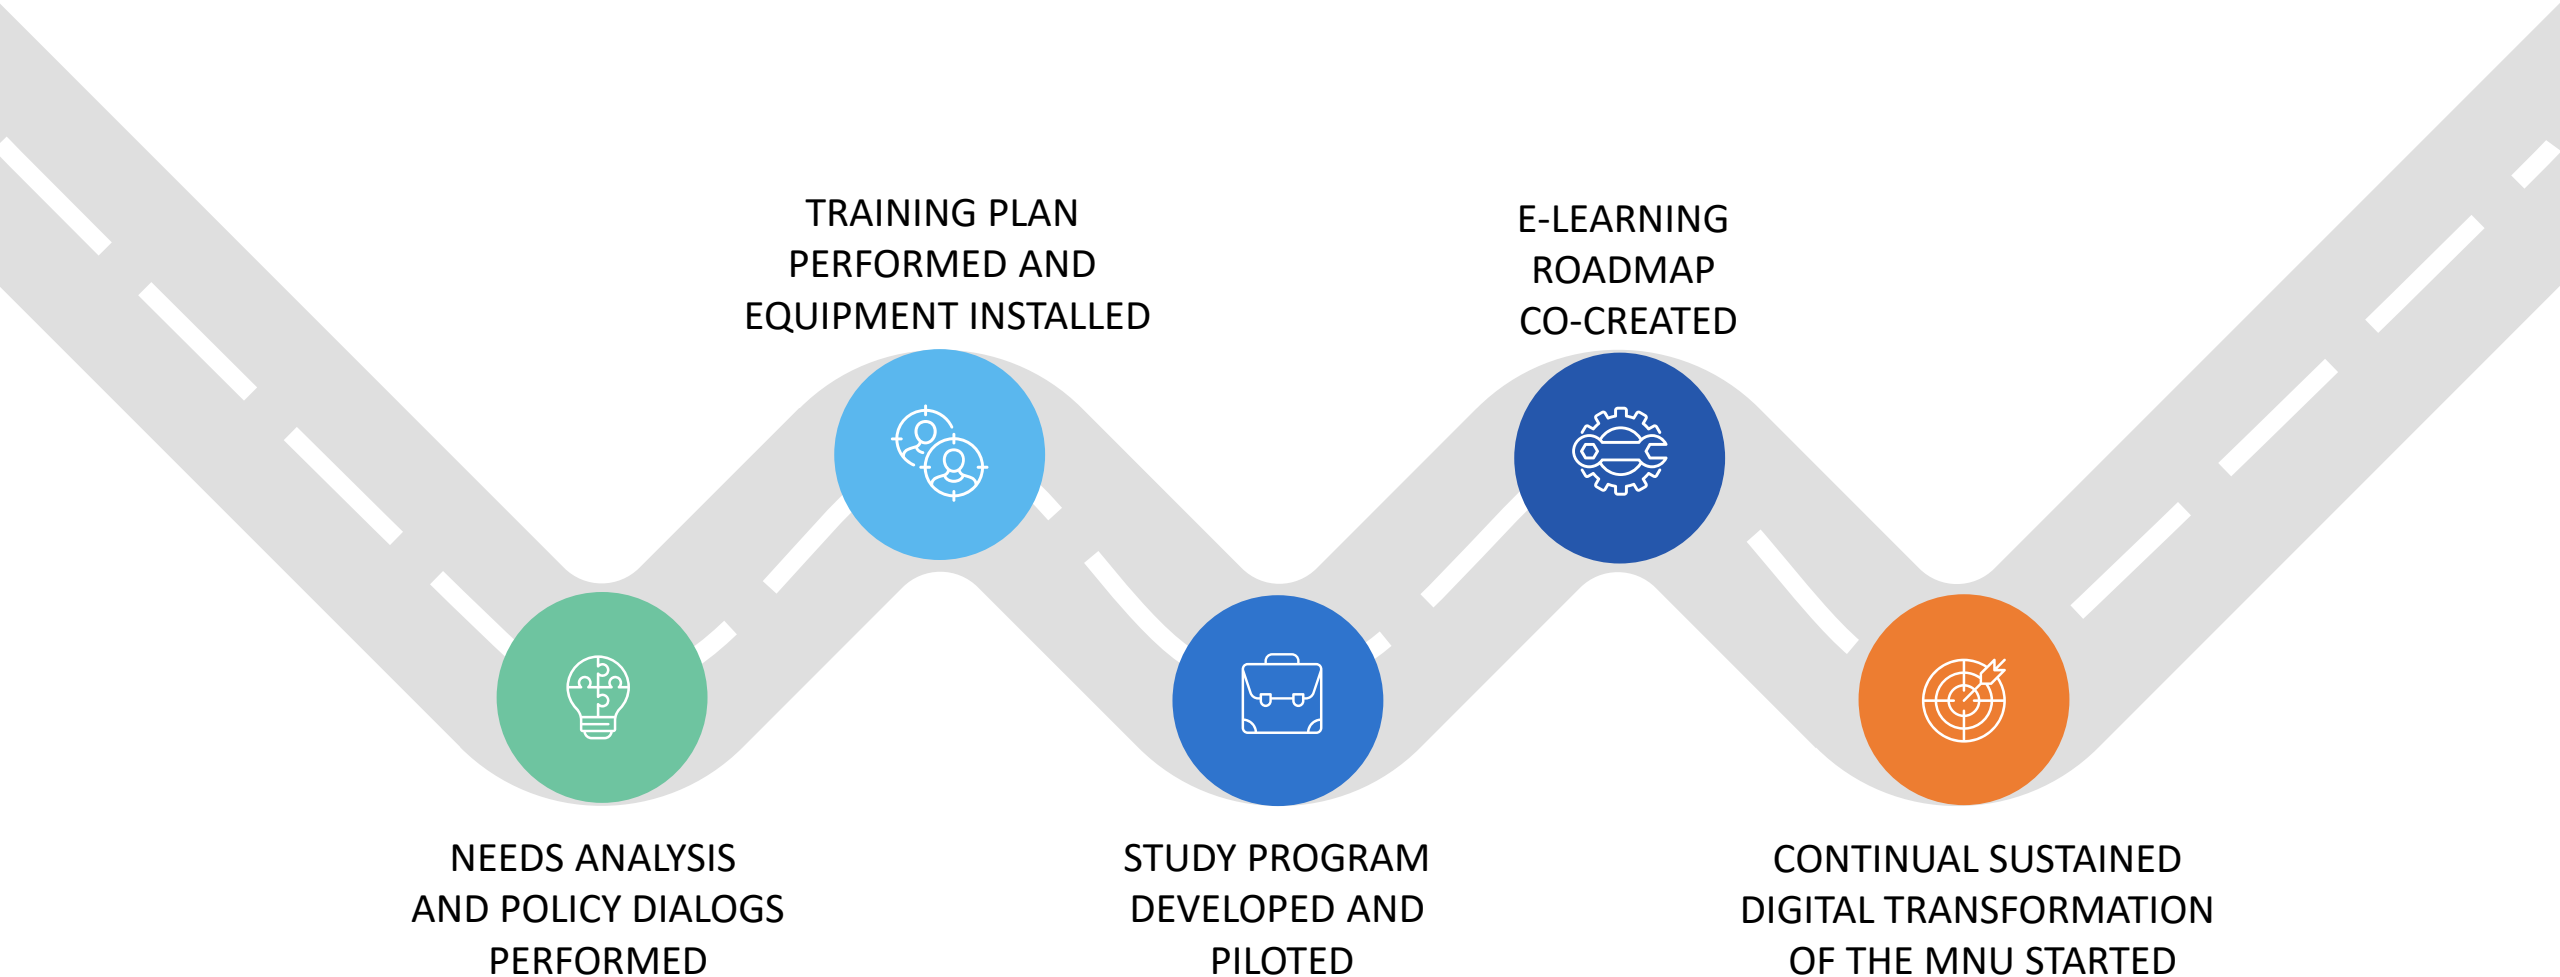 NEEDS ANALYSIS
AND POLICY DIALOGS
PERFORMED
TRAINING PLAN
PERFORMED AND
EQUIPMENT INSTALLED
STUDY PROGRAM
DEVELOPED AND
PILOTED
E-LEARNING
ROADMAP
CO-CREATED
CONTINUAL SUSTAINED
DIGITAL TRANSFORMATION
OF THE MNU STARTED